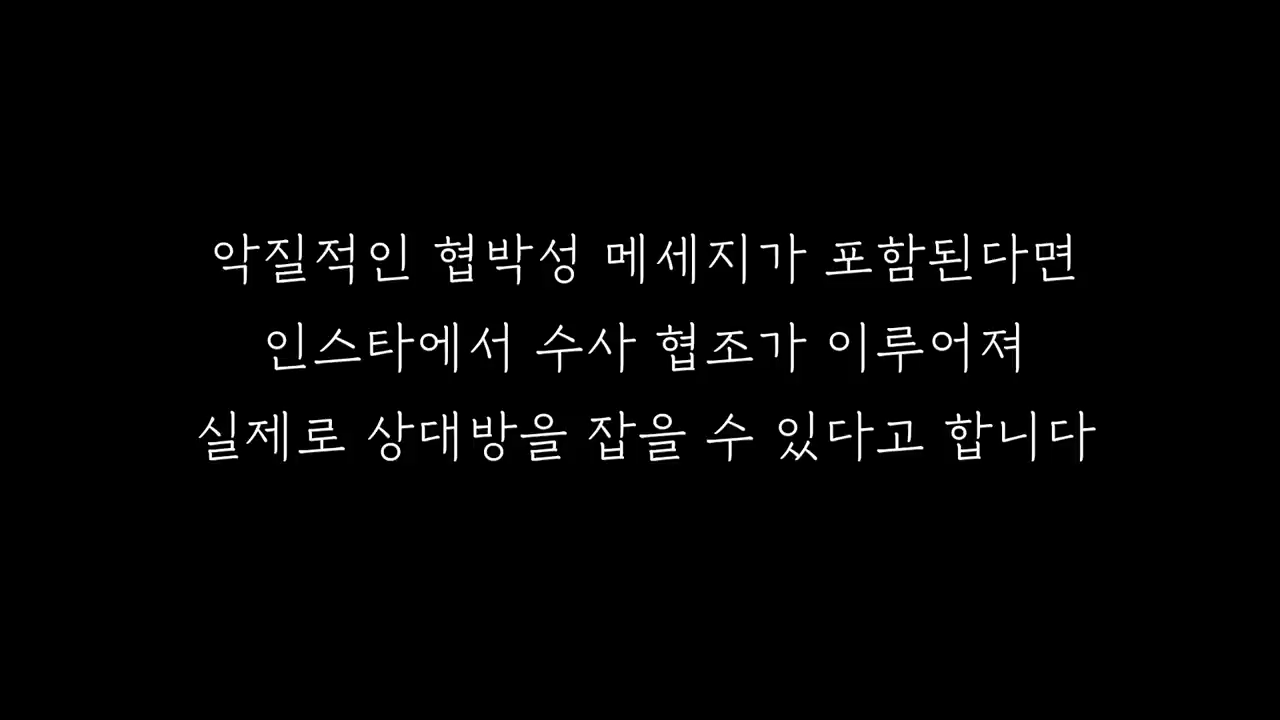 악질적인 협박성 메세지가 포함된다면
인스타에서 수사 협조가 이루어져
실제로 상대방을 잡을 수 있다고 합니다